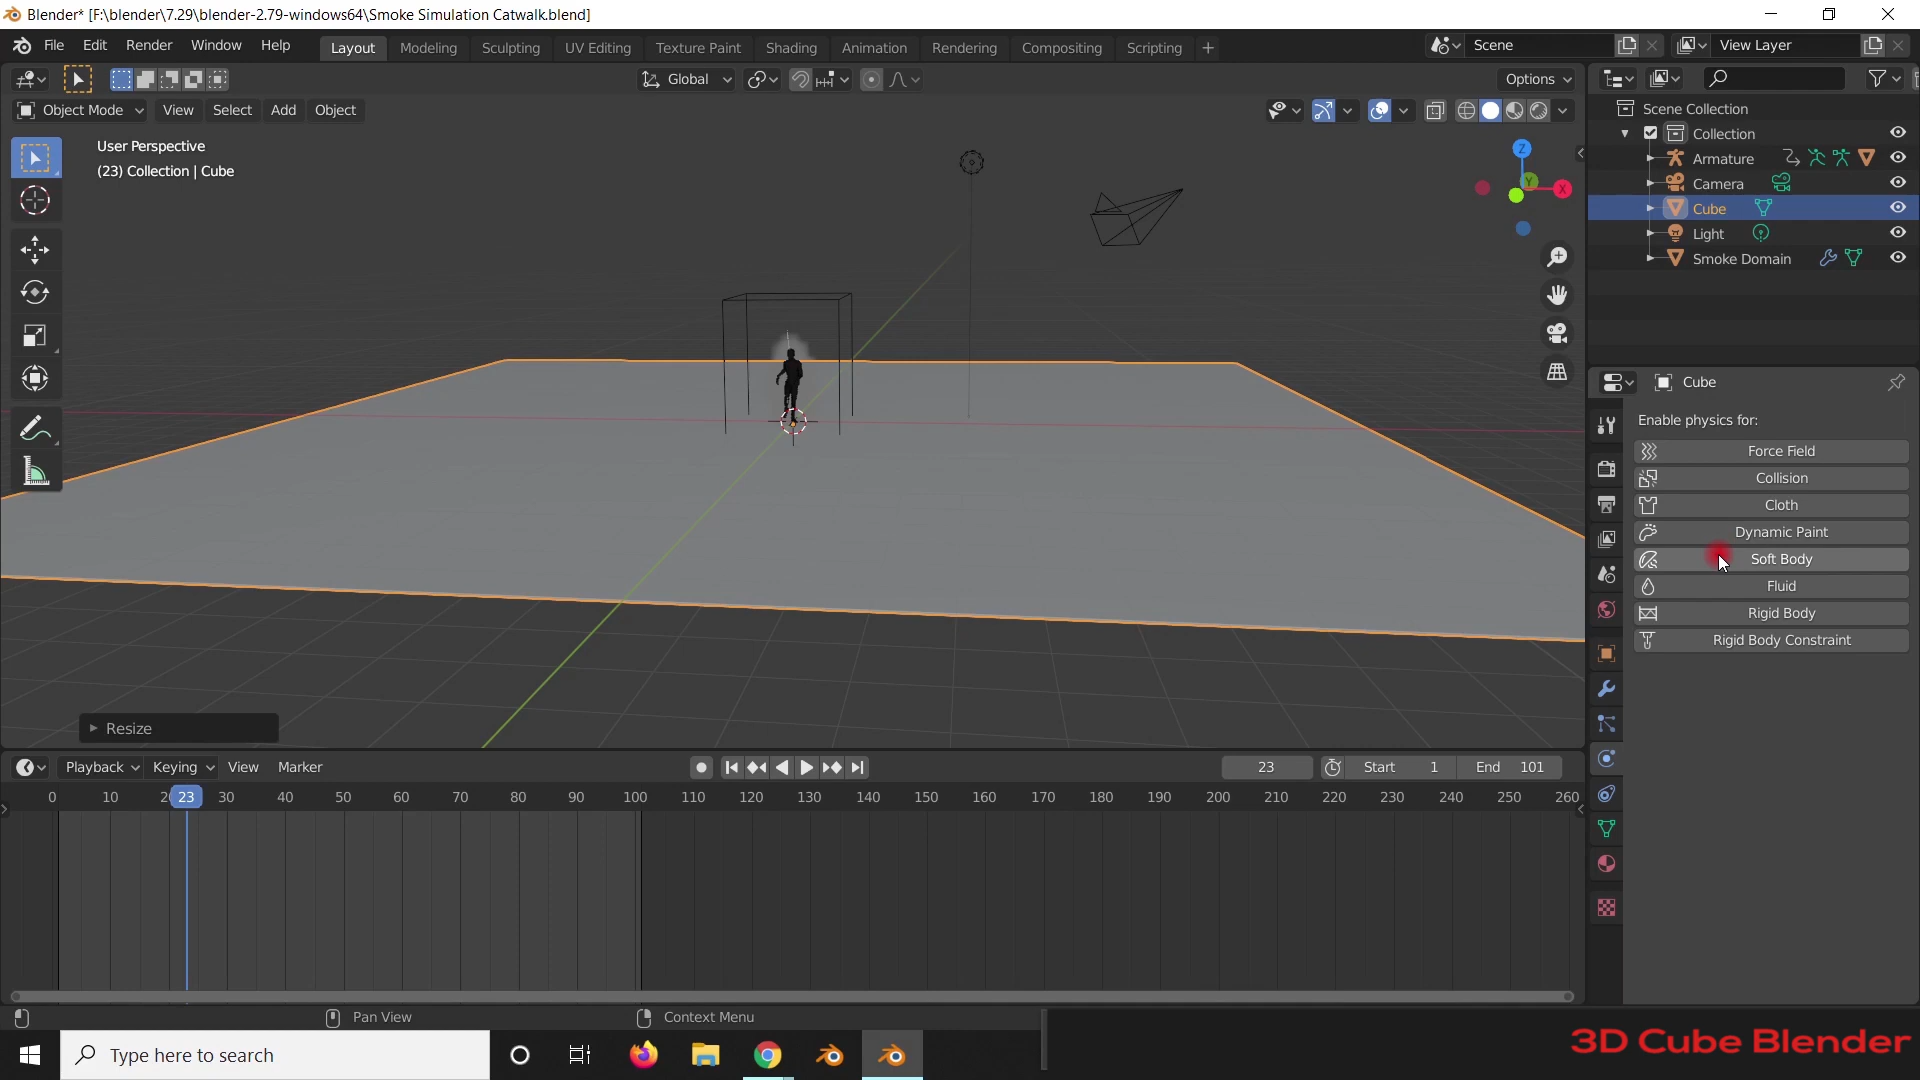 Blender* [F:\blender\7.29\blender-2.79-windows64\Smoke Simulation Catwalk.blend]
File Edit Render Window Help Layout Modeling Sculpting UV Editing Texture Paint Shading Animation Rendering Compositing Scripting + Scene View Layer
Global Options
Object Mode View Select Add Object
User Perspective
(23) Collection | Cube
Z
Y
X
Scene Collection
Collection
Armature
Camera
Cube
Light
Smoke Domain
Cube
Enable physics for:
Force Field
Collision
Cloth
Dynamic Paint
Soft Body
Fluid
Rigid Body
Rigid Body Constraint
Resize
Playback Keying View Marker 23 Start 1 End 101
0 10 2 23 30 40 50 60 70 80 90 100 110 120 130 140 150 160 170 180 190 200 210 220 230 240 250 260
Pan View Context Menu
Type here to search
3D Cube Blender